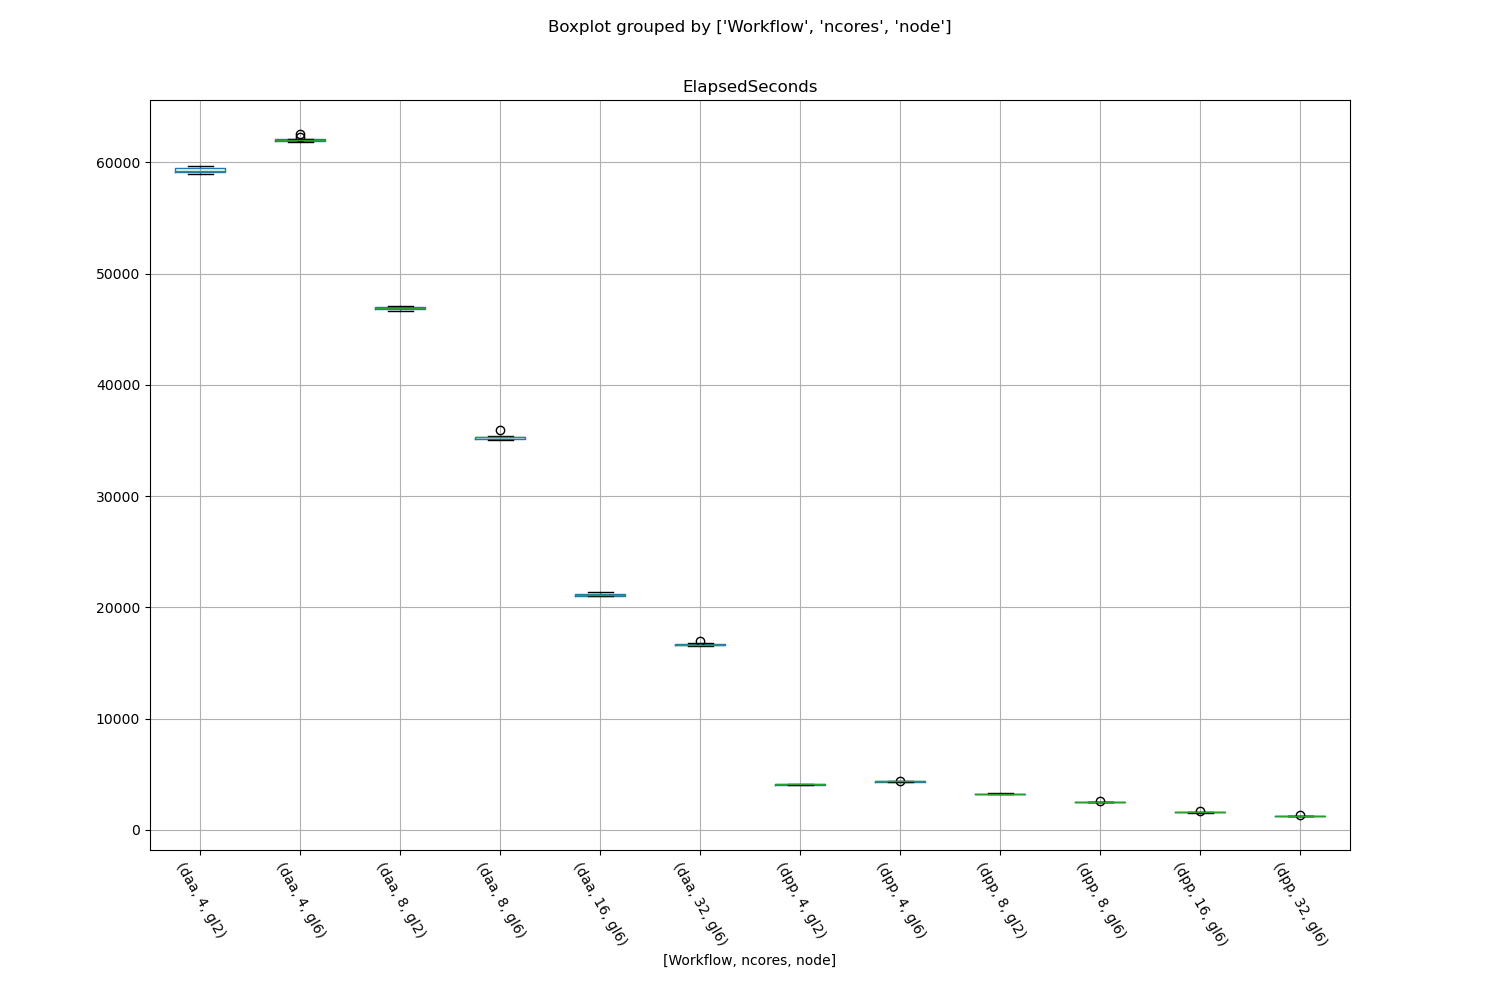 Boxplot grouped by ['Workflow', 'ncores', 'node']
ElapsedSeconds
60000
50000
40000
30000
20000
10000
0
(daa, 4, gl2)
(daa, 4, gl6)
(daa, 8, gl2)
(daa, 8, gl6)
(daa, 16, gl6)
(daa, 32, gl6)
(dpp, 4, gl2)
(dpp, 4, gl6)
(dpp, 8, gl2)
(dpp, 8, gl6)
(dpp, 16, gl6)
(dpp, 32, gl6)
[Workflow, ncores, node]